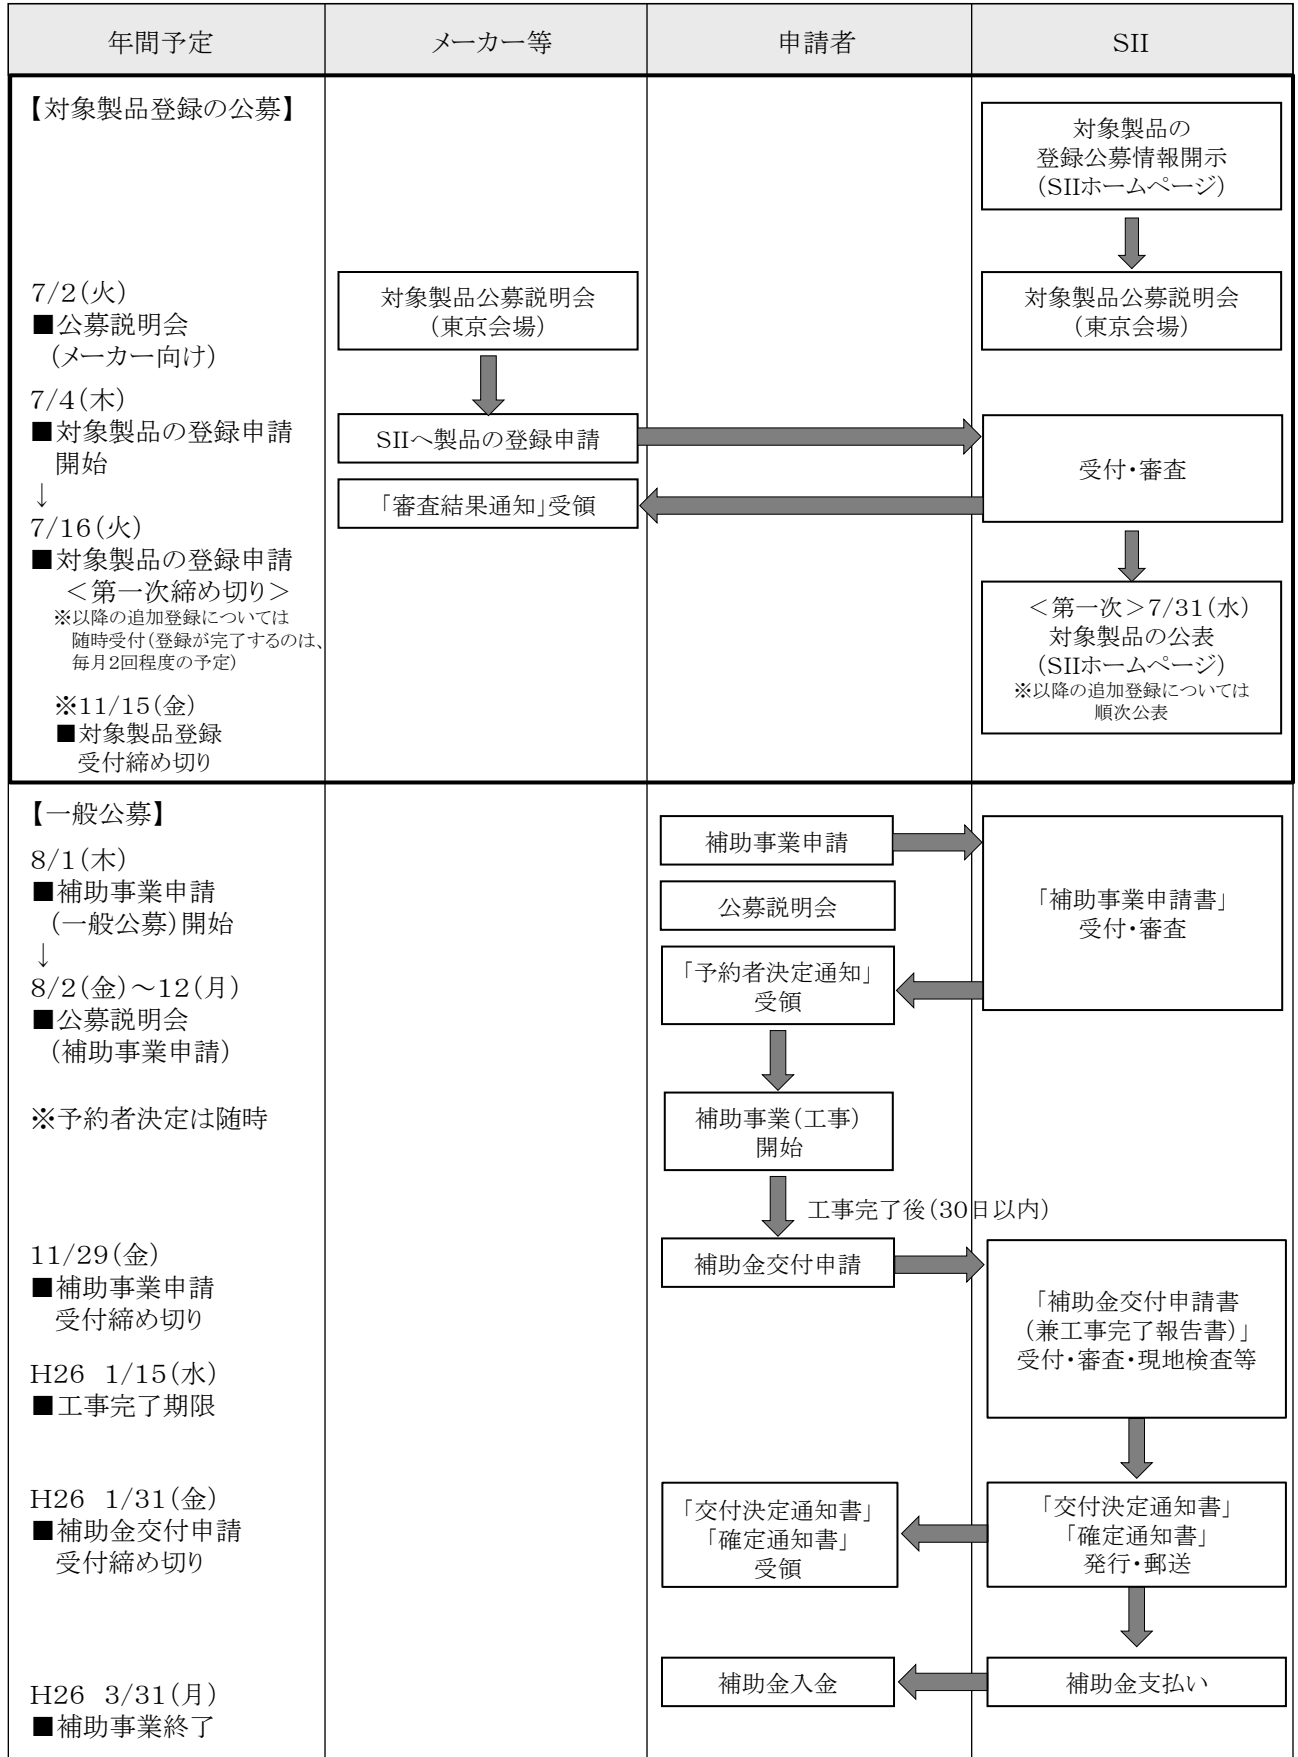 年間予定
メーカー等
申請者
SII
【対象製品登録の公募】
対象製品の
登録公募情報開示
(SIIホームページ)
7/2(火)
■公募説明会
(メーカー向け)
対象製品公募説明会
(東京会場)
対象製品公募説明会
(東京会場)
7/4(木)
■対象製品の登録申請
開始
↓
7/16(火)
■対象製品の登録申請
＜第一次締め切り＞
※以降の追加登録については
随時受付(登録が完了するのは、
毎月2回程度の予定)
※11/15(金)
■対象製品登録
受付締め切り
SIIへ製品の登録申請
「審査結果通知」受領
受付・審査
＜第一次＞7/31(水)
対象製品の公表
(SIIホームページ)
※以降の追加登録については
順次公表
【一般公募】
8/1(木)
■補助事業申請
(一般公募)開始
↓
8/2(金)～12(月)
■公募説明会
(補助事業申請)
※予約者決定は随時
補助事業申請
公募説明会
「予約者決定通知」
受領
「補助事業申請書」
受付・審査
補助事業(工事)
開始
工事完了後(30日以内)
11/29(金)
■補助事業申請
受付締め切り
H26 1/15(水)
■工事完了期限
補助金交付申請
「補助金交付申請書
(兼工事完了報告書)」
受付・審査・現地検査等
H26 1/31(金)
■補助金交付申請
受付締め切り
「交付決定通知書」
「確定通知書」
受領
「交付決定通知書」
「確定通知書」
発行・郵送
H26 3/31(月)
■補助事業終了
補助金入金
補助金支払い